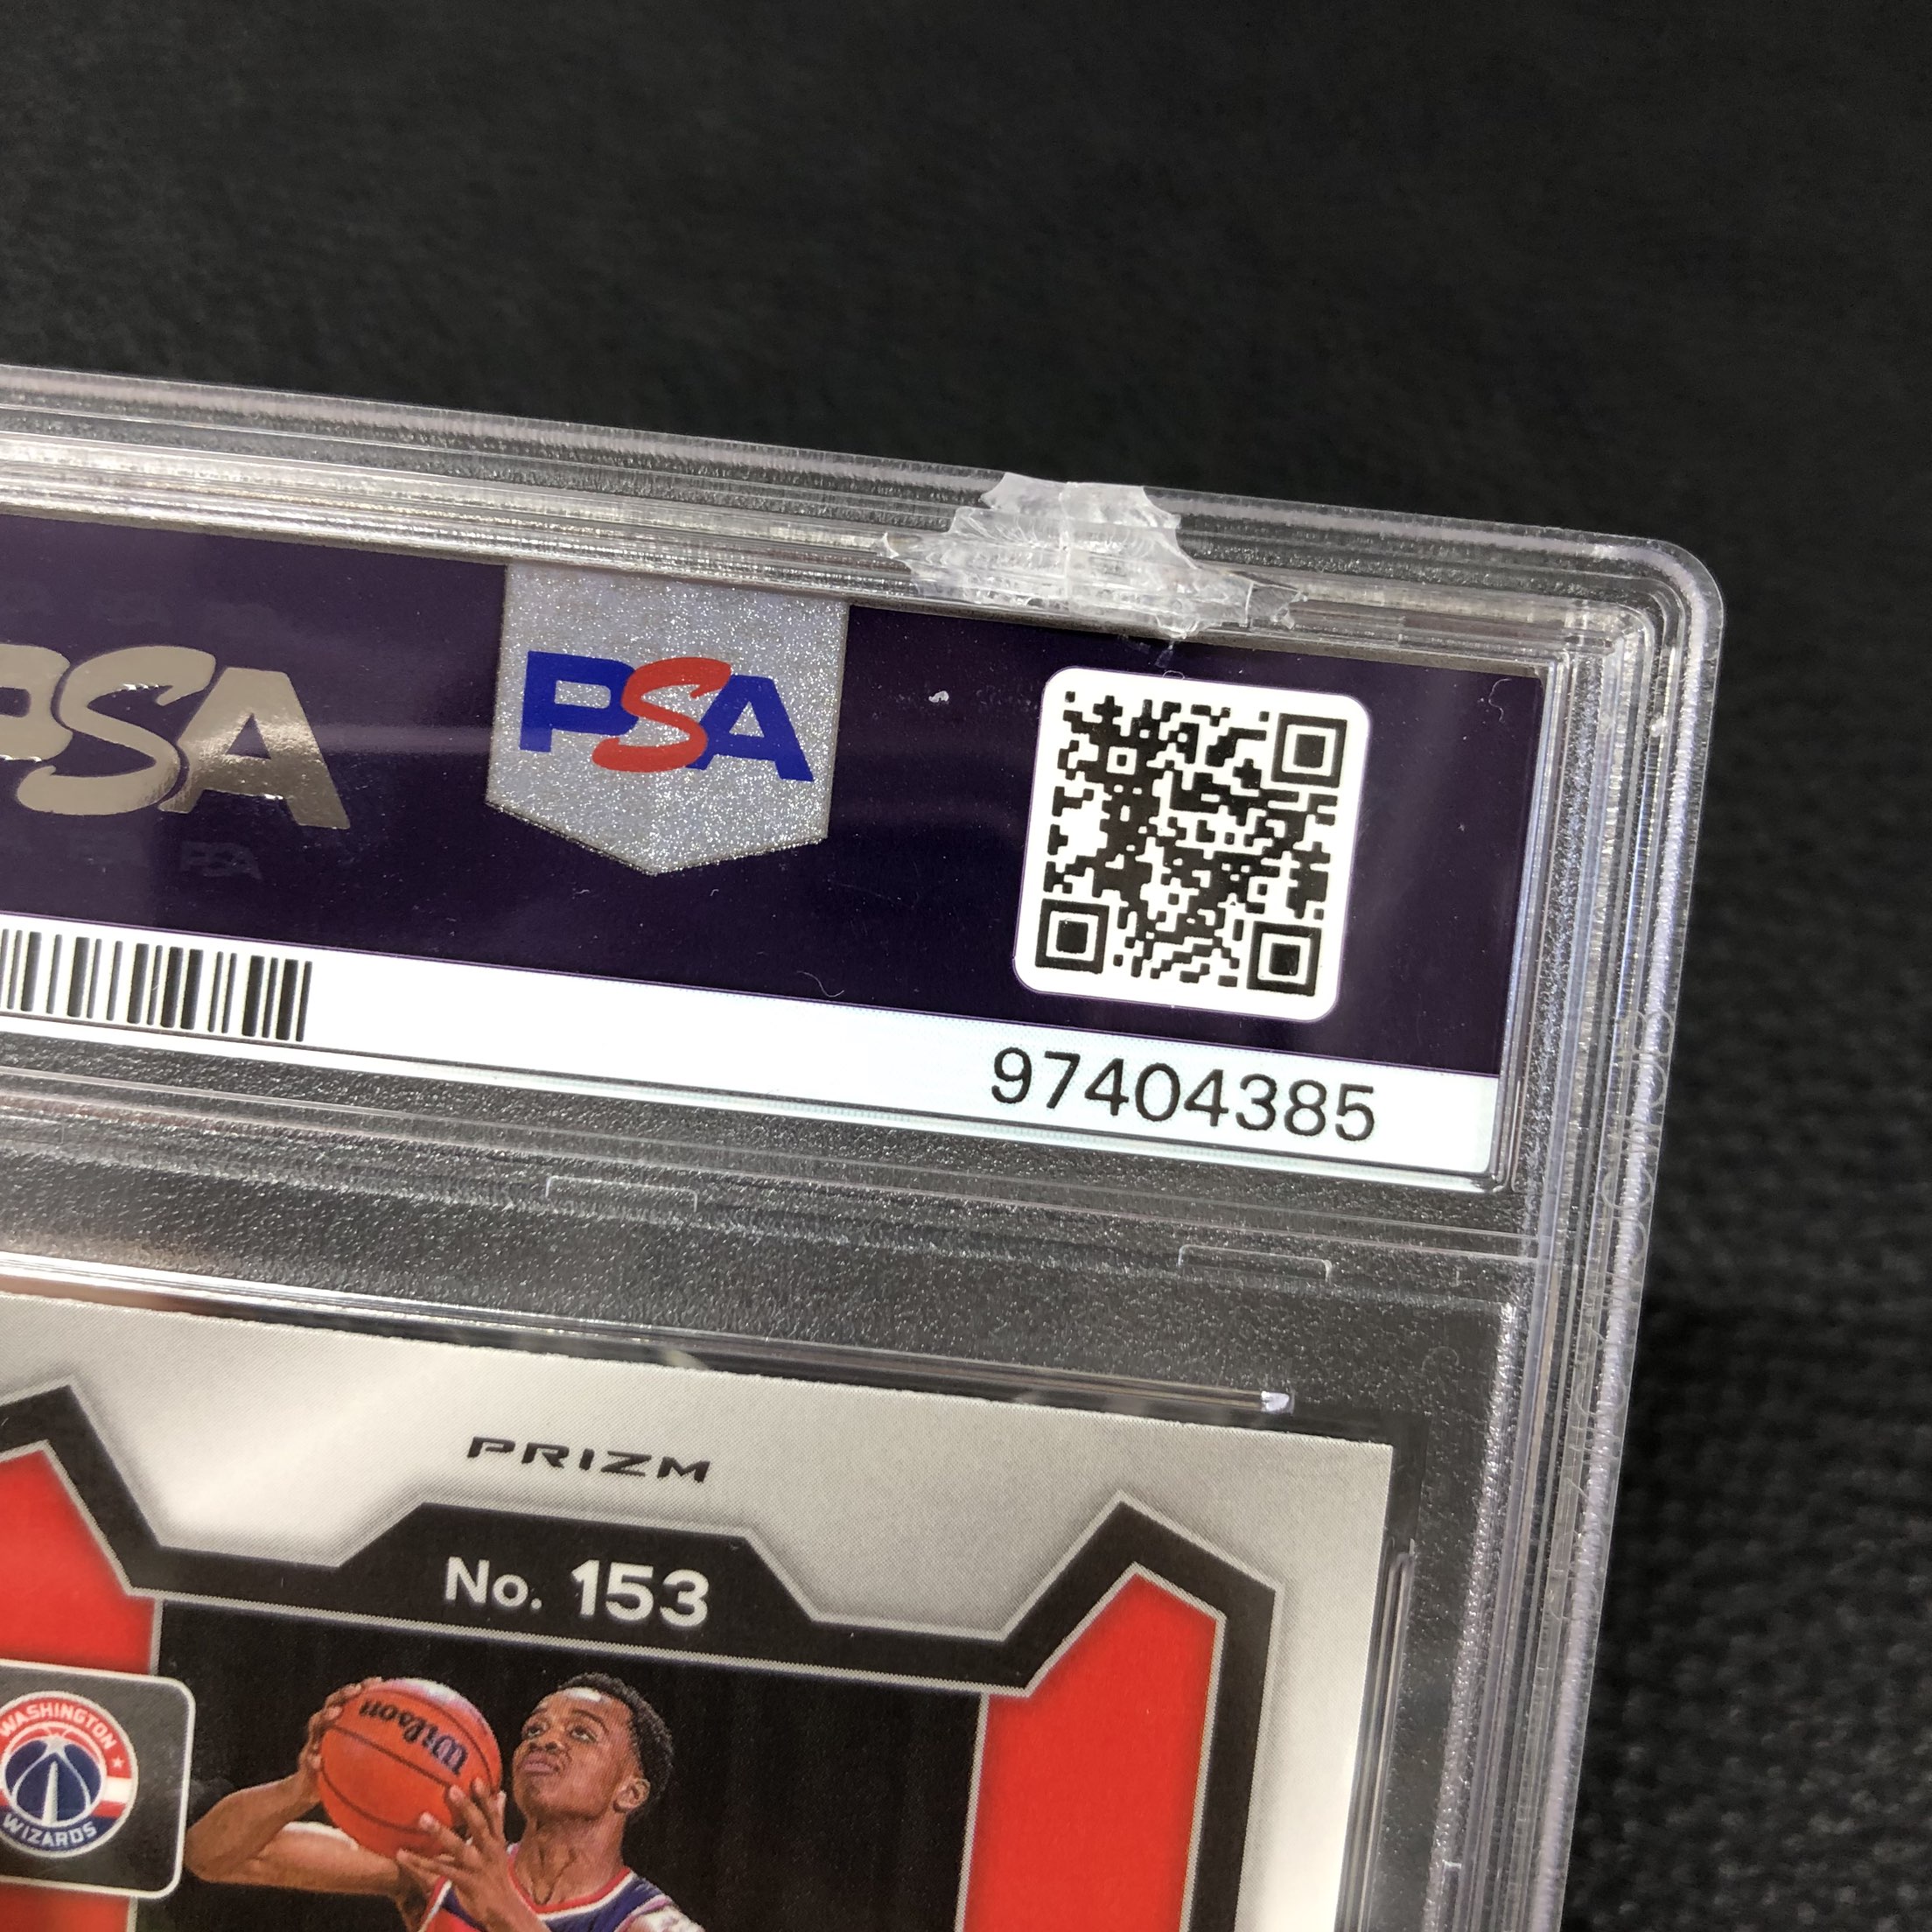 PSA
PSA
PSA
97404385
PRIZM
No. 153
Wilson
WASHINGTON
WIZARDS